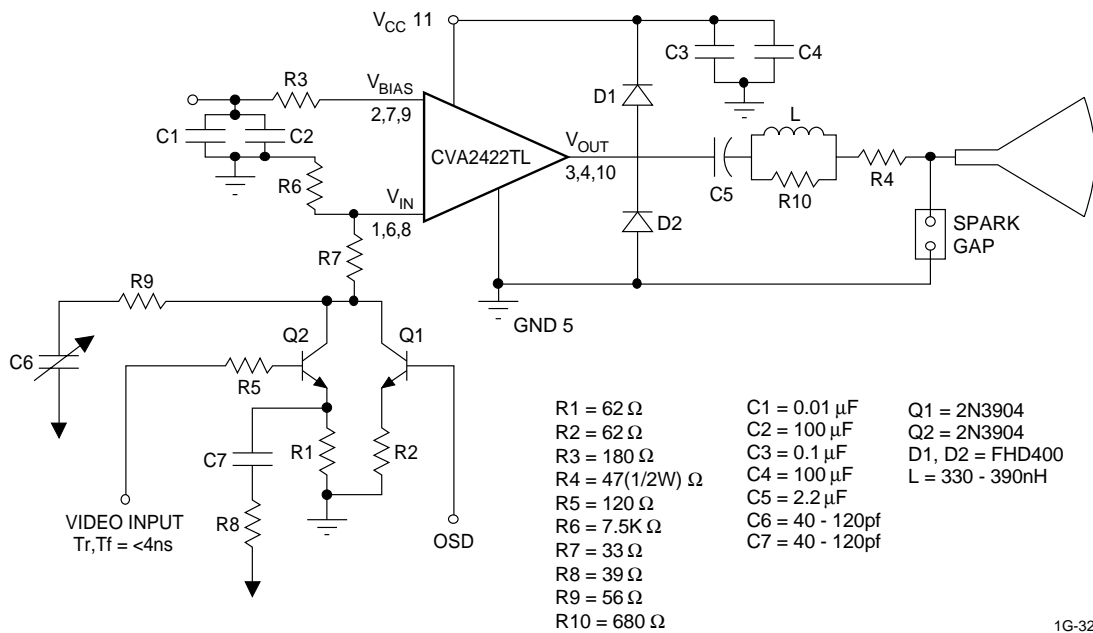 V_CC 11
C3
C4
R3
V_BIAS
2,7,9
D1
L
C1
C2
CVA2422TL
V_OUT
3,4,10
R6
C5
R10
R4
V_IN
1,6,8
D2
SPARK
GAP
R7
R9
GND 5
Q2
Q1
C6
R5
C7
R1
R2
R8
VIDEO INPUT
Tr,Tf = <4ns
OSD
R1 = 62 Ω
R2 = 62 Ω
R3 = 180 Ω
R4 = 47(1/2W) Ω
R5 = 120 Ω
R6 = 7.5K Ω
R7 = 33 Ω
R8 = 39 Ω
R9 = 56 Ω
R10 = 680 Ω
C1 = 0.01 μF
C2 = 100 μF
C3 = 0.1 μF
C4 = 100 μF
C5 = 2.2 μF
C6 = 40 - 120pf
C7 = 40 - 120pf
Q1 = 2N3904
Q2 = 2N3904
D1, D2 = FHD400
L = 330 - 390nH
1G-32